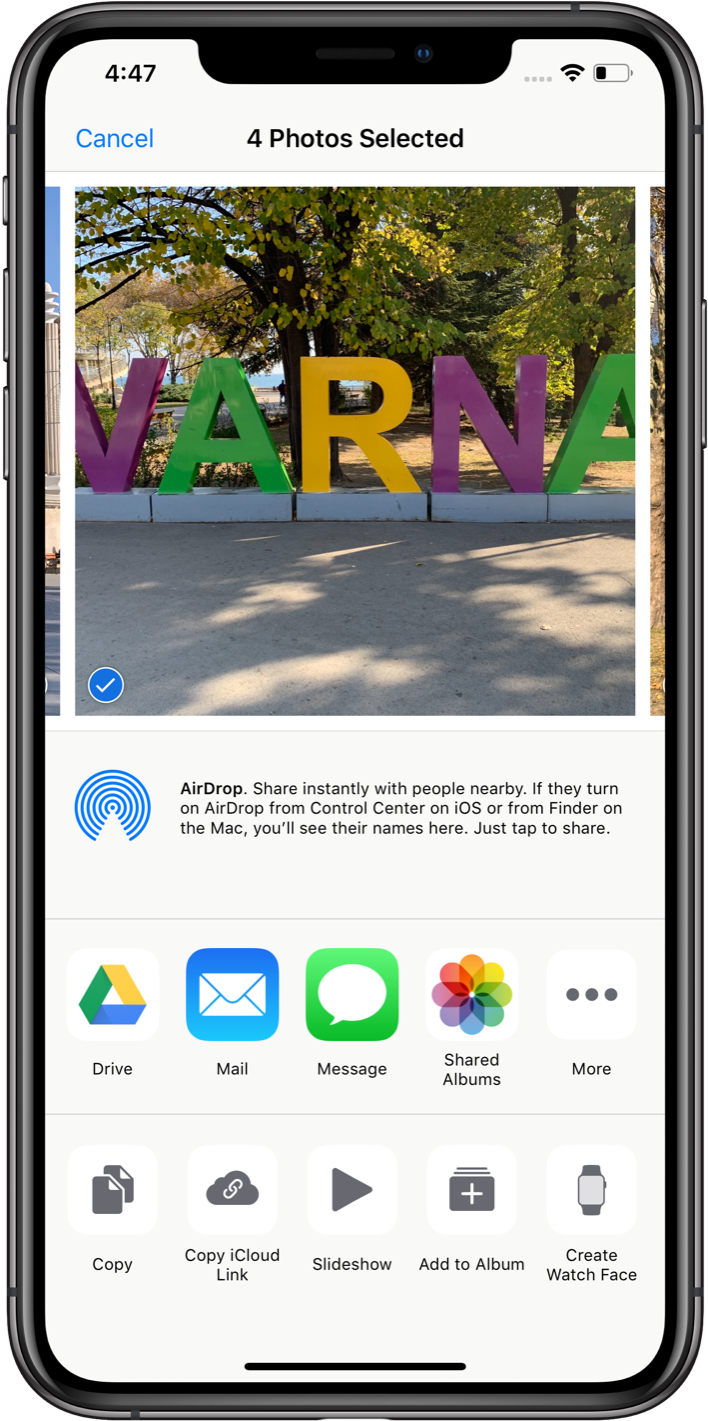 4:47
Cancel
4 Photos Selected
VARNA
AirDrop. Share instantly with people nearby. If they turn
on AirDrop from Control Center on iOS or from Finder on
the Mac, you’ll see their names here. Just tap to share.
Drive
Mail
Message
Shared
Albums
More
Copy
Copy iCloud
Link
Slideshow
Add to Album
Create
Watch Face